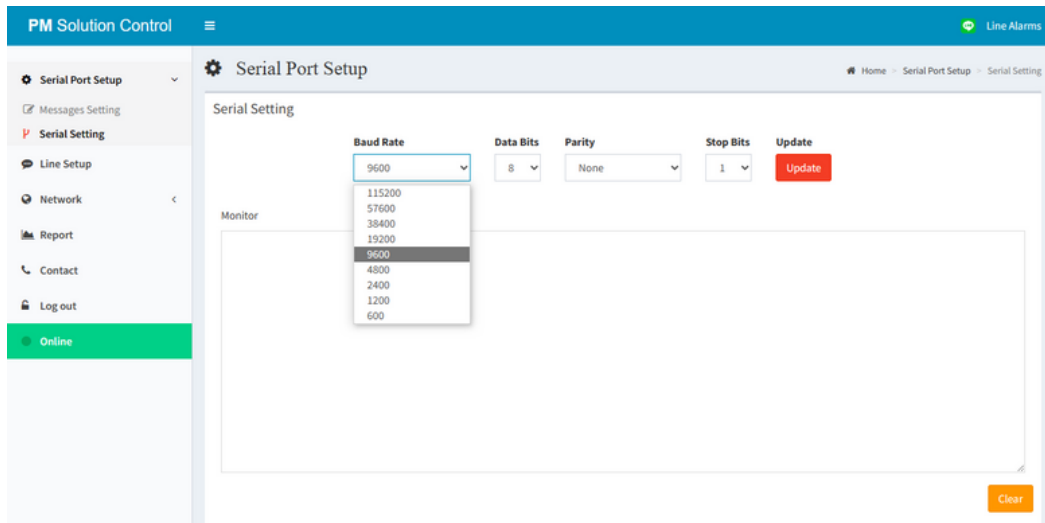 PM Solution Control
Line Alarms
Serial Port Setup
Messages Setting
Serial Setting
Line Setup
Network
Report
Contact
Log out
Online
Serial Port Setup
Home > Serial Port Setup > Serial Setting
Serial Setting
Baud Rate Data Bits Parity Stop Bits Update
9600 8 None 1 Update
115200
57600
38400
19200
9600
4800
2400
1200
600
Monitor
Clear